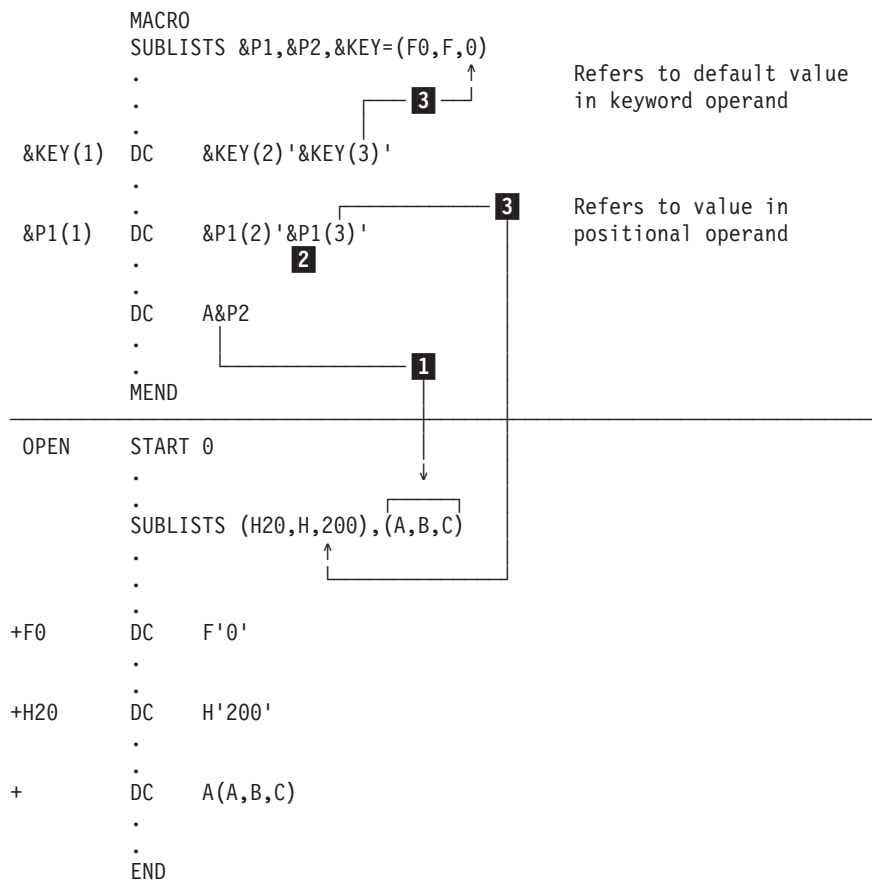 MACRO
SUBLISTS &P1,&P2,&KEY=(F0,F,0)
. Refers to default value
. 3 in keyword operand
.
&KEY(1) DC &KEY(2)'&KEY(3)'
.
. 3 Refers to value in
&P1(1) DC &P1(2)'&P1(3)' positional operand
. 2
.
DC A&P2
.
. 1
MEND
OPEN START 0
.
.
SUBLISTS (H20,H,200),(A,B,C)
.
.
.
+F0 DC F'0'
.
.
+H20 DC H'200'
.
.
+ DC A(A,B,C)
.
.
END